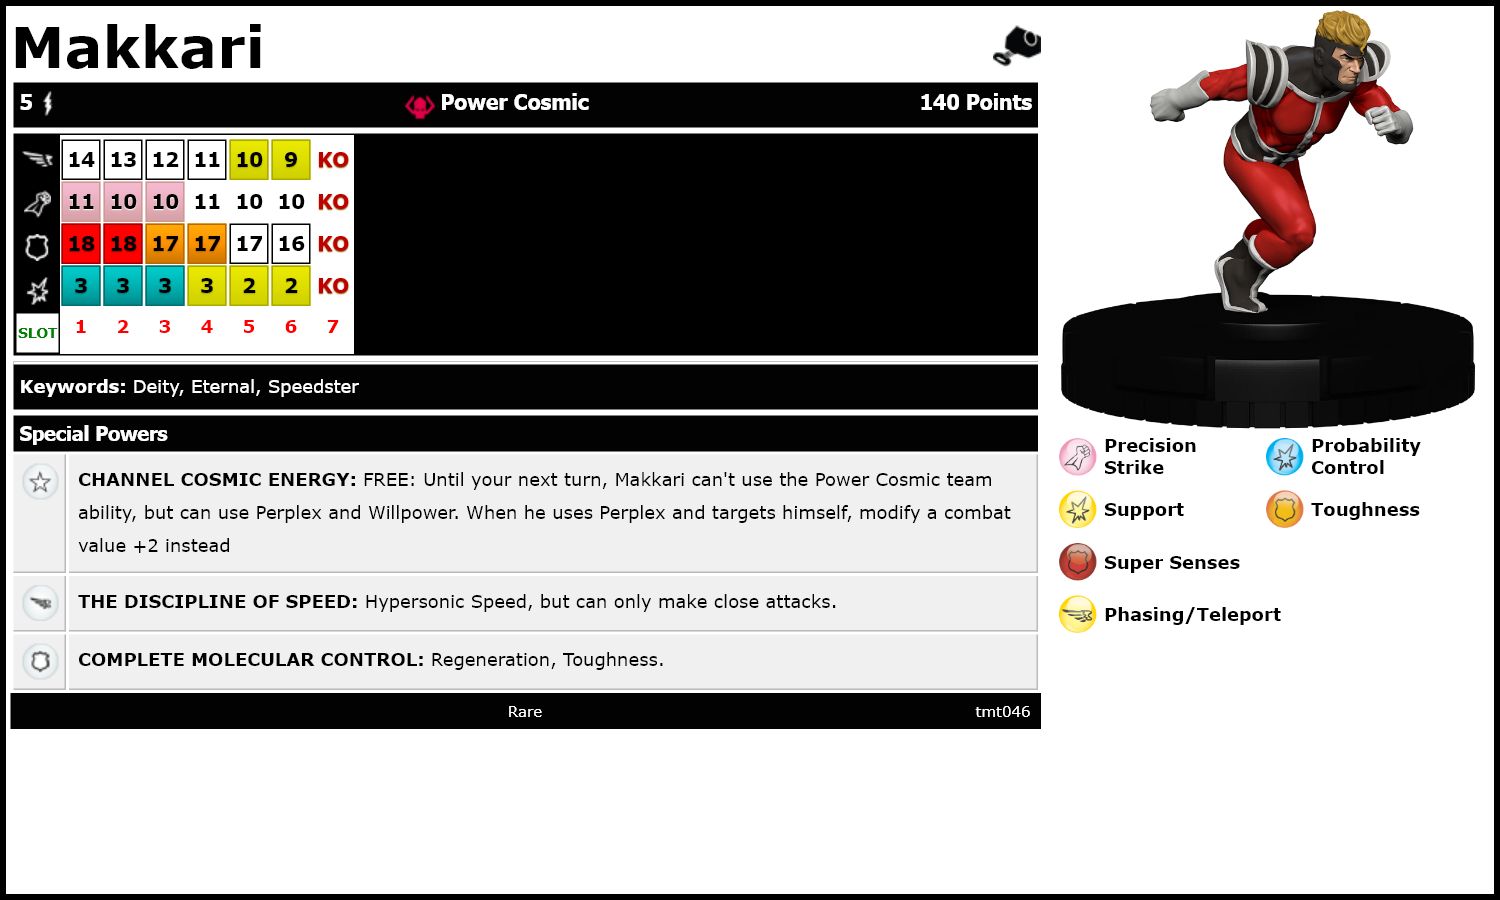 Makkari
5 Power Cosmic 140 Points
14 13 12 11 10 9 KO
11 10 10 11 10 10 KO
18 18 17 17 17 16 KO
3 3 3 3 2 2 KO
SLOT 1 2 3 4 5 6 7
Keywords: Deity, Eternal, Speedster
Special Powers
CHANNEL COSMIC ENERGY: FREE: Until your next turn, Makkari can't use the Power Cosmic team
ability, but can use Perplex and Willpower. When he uses Perplex and targets himself, modify a combat
value +2 instead
THE DISCIPLINE OF SPEED: Hypersonic Speed, but can only make close attacks.
COMPLETE MOLECULAR CONTROL: Regeneration, Toughness.
Rare tmt046
Precision
Strike
Probability
Control
Support
Toughness
Super Senses
Phasing/Teleport